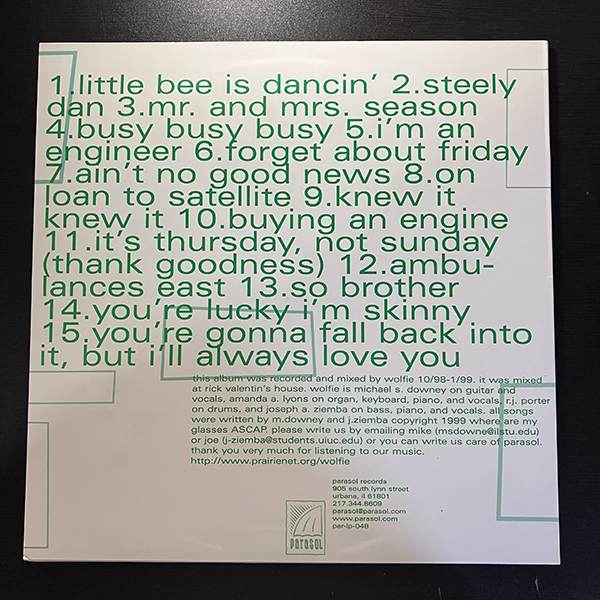 1.little bee is dancin' 2.steely
dan 3.mr. and mrs. season
4.busy busy busy 5.i'm an
engineer 6.forget about friday
7.ain't no good news 8.on
loan to satellite 9.knew it
knew it 10.buying an engine
11.it's thursday, not sunday
(thank goodness) 12.ambu-
lances east 13.so brother
14.you're lucky i'm skinny
15.you're gonna fall back into
it, but i'll always love you
this album was recorded and mixed by wolfie 10/98-1/99. it was mixed
at rick valentin's house. wolfie is michael s. downey on guitar and
vocals, amanda a. lyons on organ, keyboard, piano, and vocals, r.j. porter
on drums, and joseph a. ziemba on bass, piano, and vocals. all songs
were written by m.downey and j.ziemba copyright 1999 where are my
glasses ASCAP. please write us by emailing mike (msdowne@ilstu.edu)
or joe (j-ziemba@students.uiuc.edu) or you can write us care of parasol.
thank you very much for listening to our music.
http://www.prairienet.org/wolfie
parasol records
905 south lynn street
urbana, il 61801
217.344.8609
parasol@parasol.com
www.parasol.com
par-lp-048
PARASOL